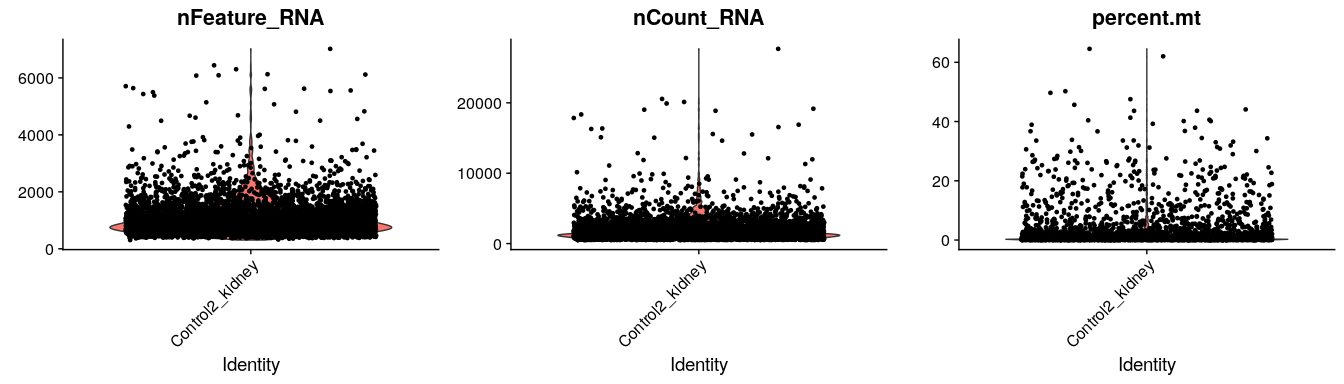 nFeature_RNA
6000
4000
2000
0
Control2_kidney
Identity
nCount_RNA
20000
10000
0
Control2_kidney
Identity
percent.mt
60
40
20
0
Control2_kidney
Identity